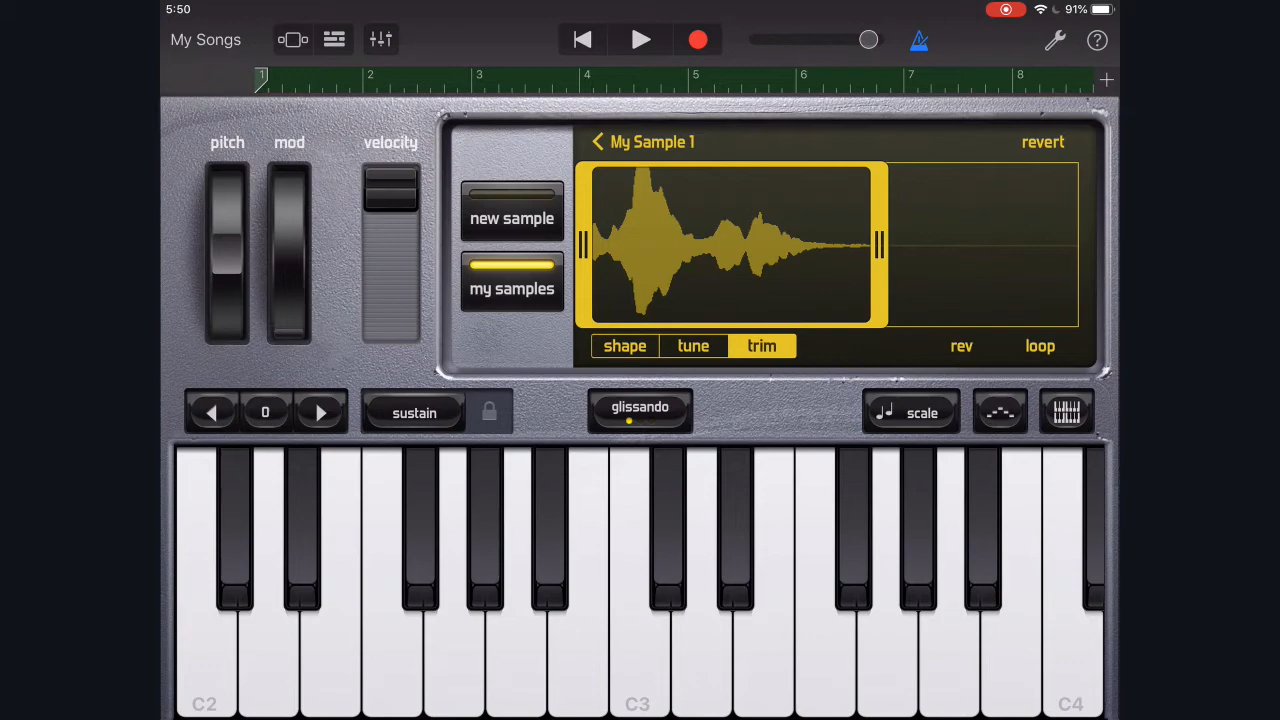 5:50
91%
My Songs
1 2 3 4 5 6 7 8
pitch mod velocity
My Sample 1 revert
new sample
my samples
shape tune trim rev loop
0 sustain glissando scale
C2 C3 C4